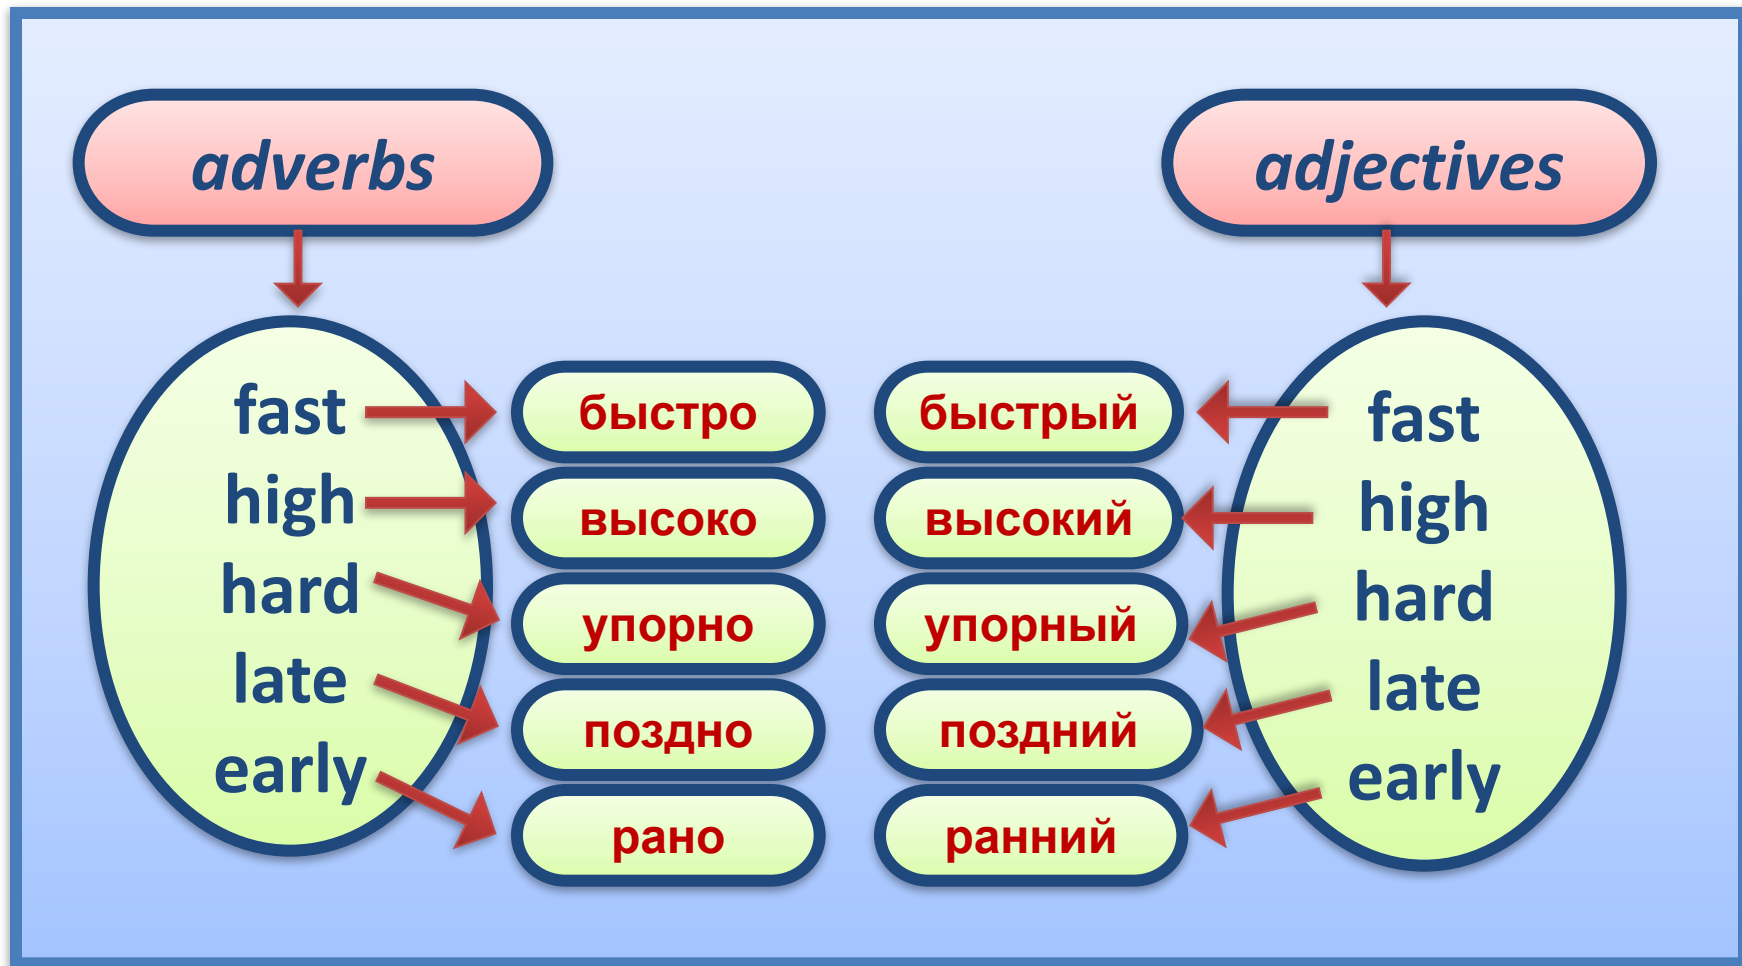 adverbs
adjectives
fast
high
hard
late
early
быстро
высоко
упорно
поздно
рано
быстрый
высокий
упорный
поздний
ранний
fast
high
hard
late
early